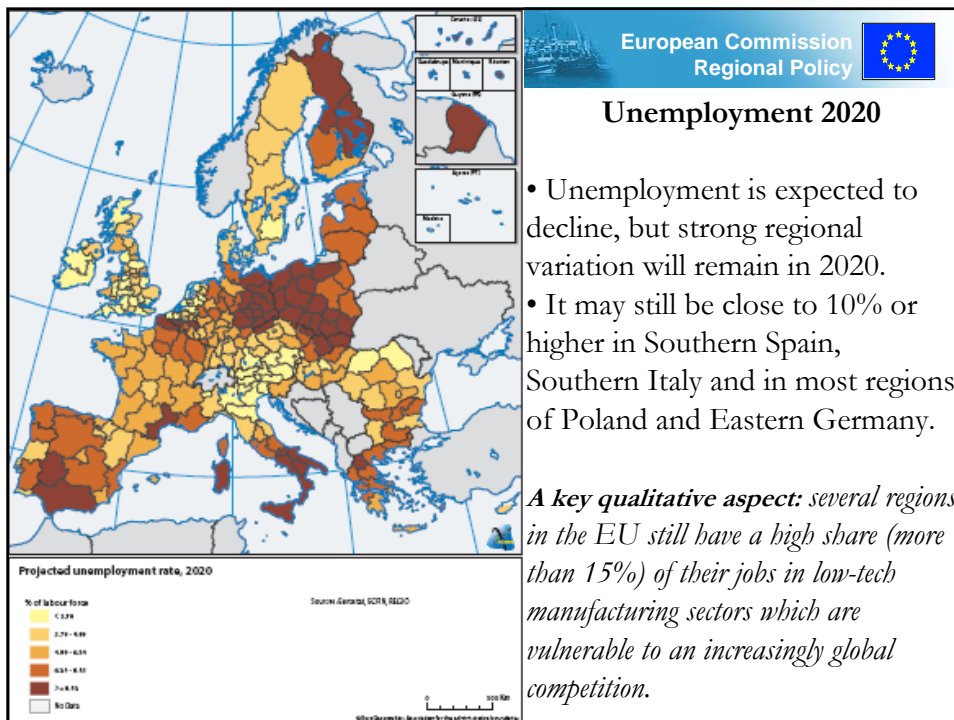 European Commission
Regional Policy
Unemployment 2020
• Unemployment is expected to
decline, but strong regional
variation will remain in 2020.
• It may still be close to 10% or
higher in Southern Spain,
Southern Italy and in most regions
of Poland and Eastern Germany.
A key qualitative aspect: several regions
in the EU still have a high share (more
than 15%) of their jobs in low-tech
manufacturing sectors which are
vulnerable to an increasingly global
competition.
Projected unemployment rate, 2020
% of labour force
No Data